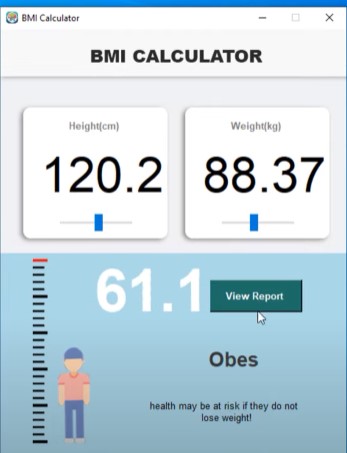 BMI Calculator
BMI CALCULATOR
Height(cm)
Weight(kg)
120.2
88.37
61.1
View Report
Obes
health may be at risk if they do not
lose weight!